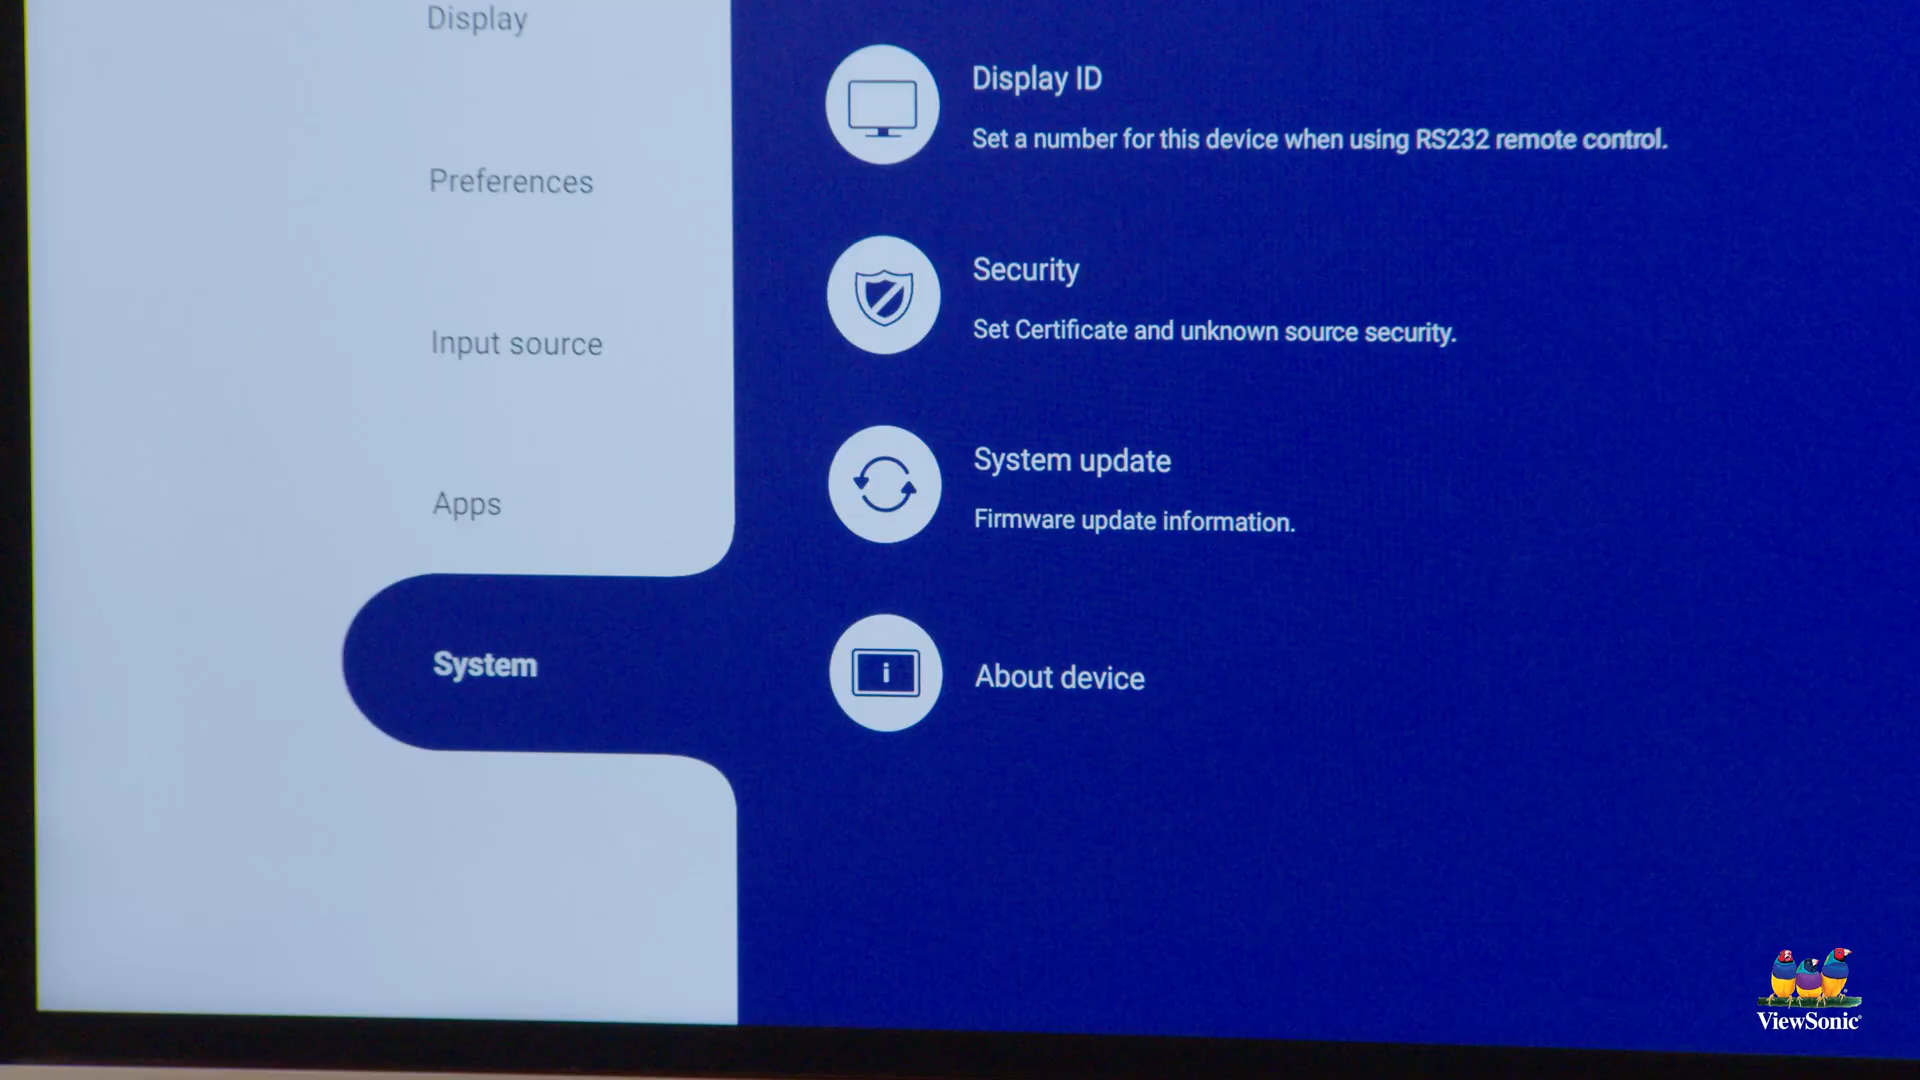 Display
Preferences
Input source
Apps
System
Display ID
Set a number for this device when using RS232 remote control.
Security
Set Certificate and unknown source security.
System update
Firmware update information.
About device
i
ViewSonic®